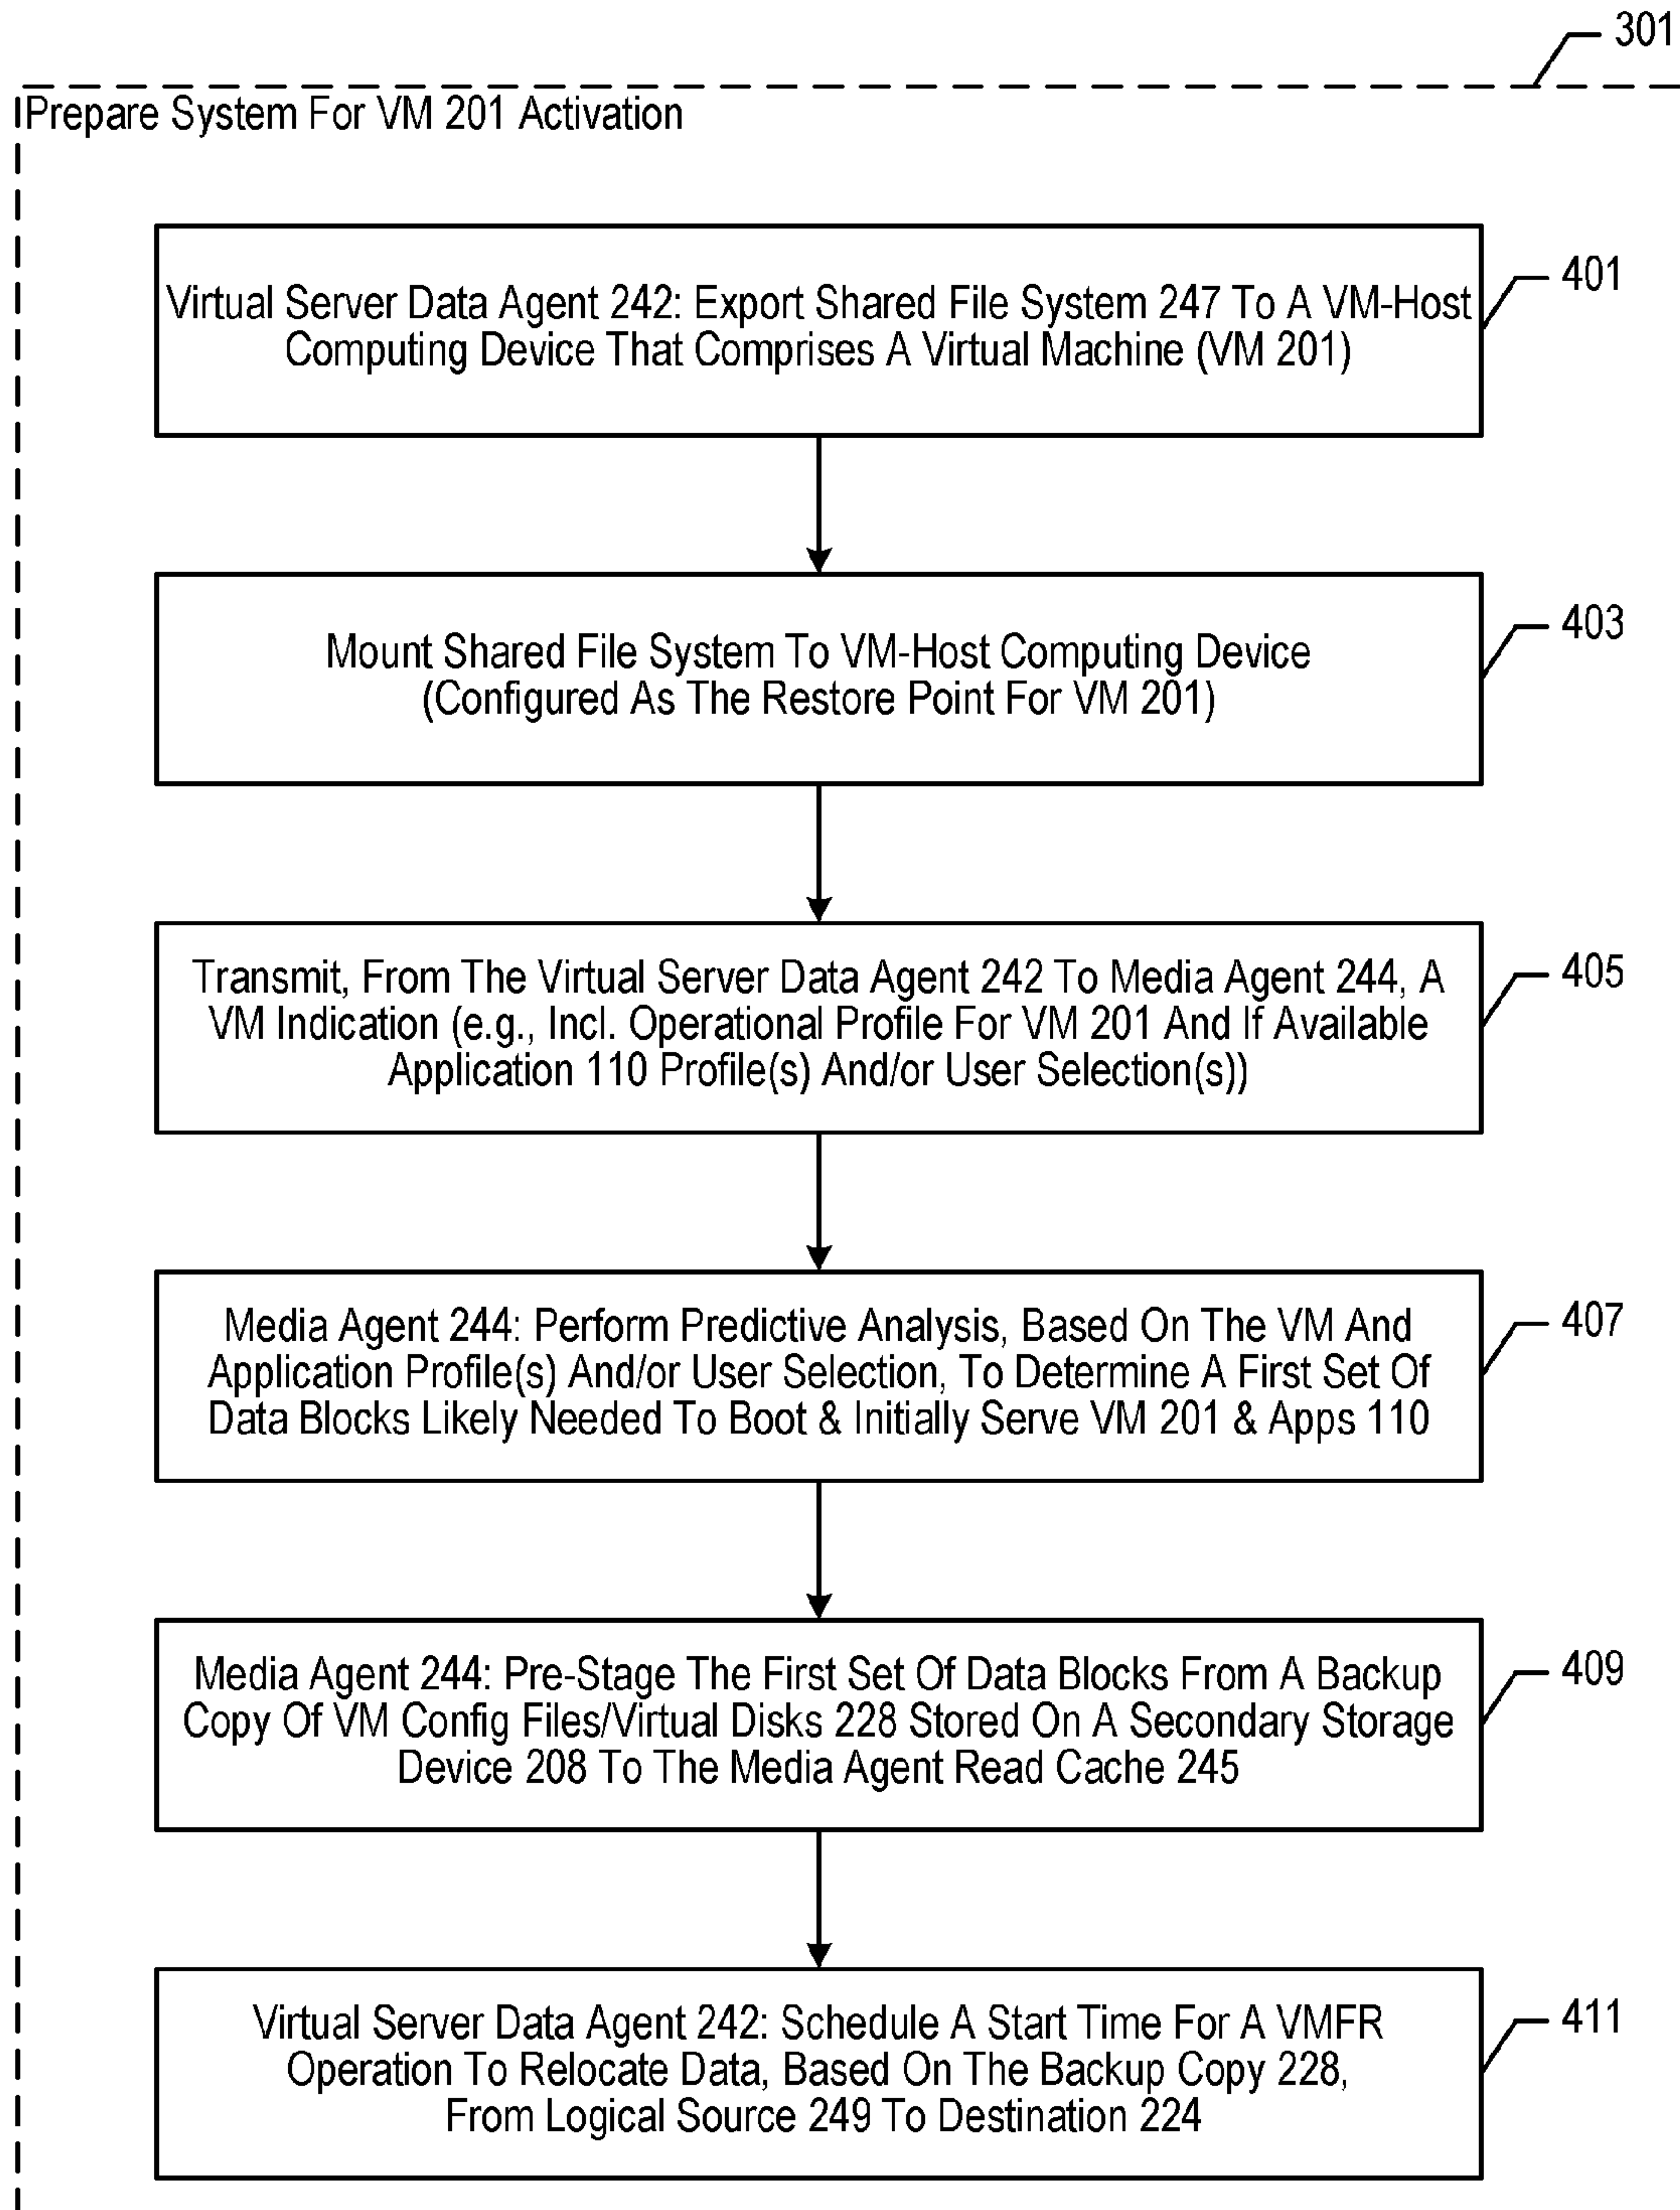 301
Prepare System For VM 201 Activation
Virtual Server Data Agent 242: Export Shared File System 247 To A VM-Host
Computing Device That Comprises A Virtual Machine (VM 201)
401
Mount Shared File System To VM-Host Computing Device
(Configured As The Restore Point For VM 201)
403
Transmit, From The Virtual Server Data Agent 242 To Media Agent 244, A
VM Indication (e.g., Incl. Operational Profile For VM 201 And If Available
Application 110 Profile(s) And/or User Selection(s))
405
Media Agent 244: Perform Predictive Analysis, Based On The VM And
Application Profile(s) And/or User Selection, To Determine A First Set Of
Data Blocks Likely Needed To Boot & Initially Serve VM 201 & Apps 110
407
Media Agent 244: Pre-Stage The First Set Of Data Blocks From A Backup
Copy Of VM Config Files/Virtual Disks 228 Stored On A Secondary Storage
Device 208 To The Media Agent Read Cache 245
409
Virtual Server Data Agent 242: Schedule A Start Time For A VMFR
Operation To Relocate Data, Based On The Backup Copy 228,
From Logical Source 249 To Destination 224
411